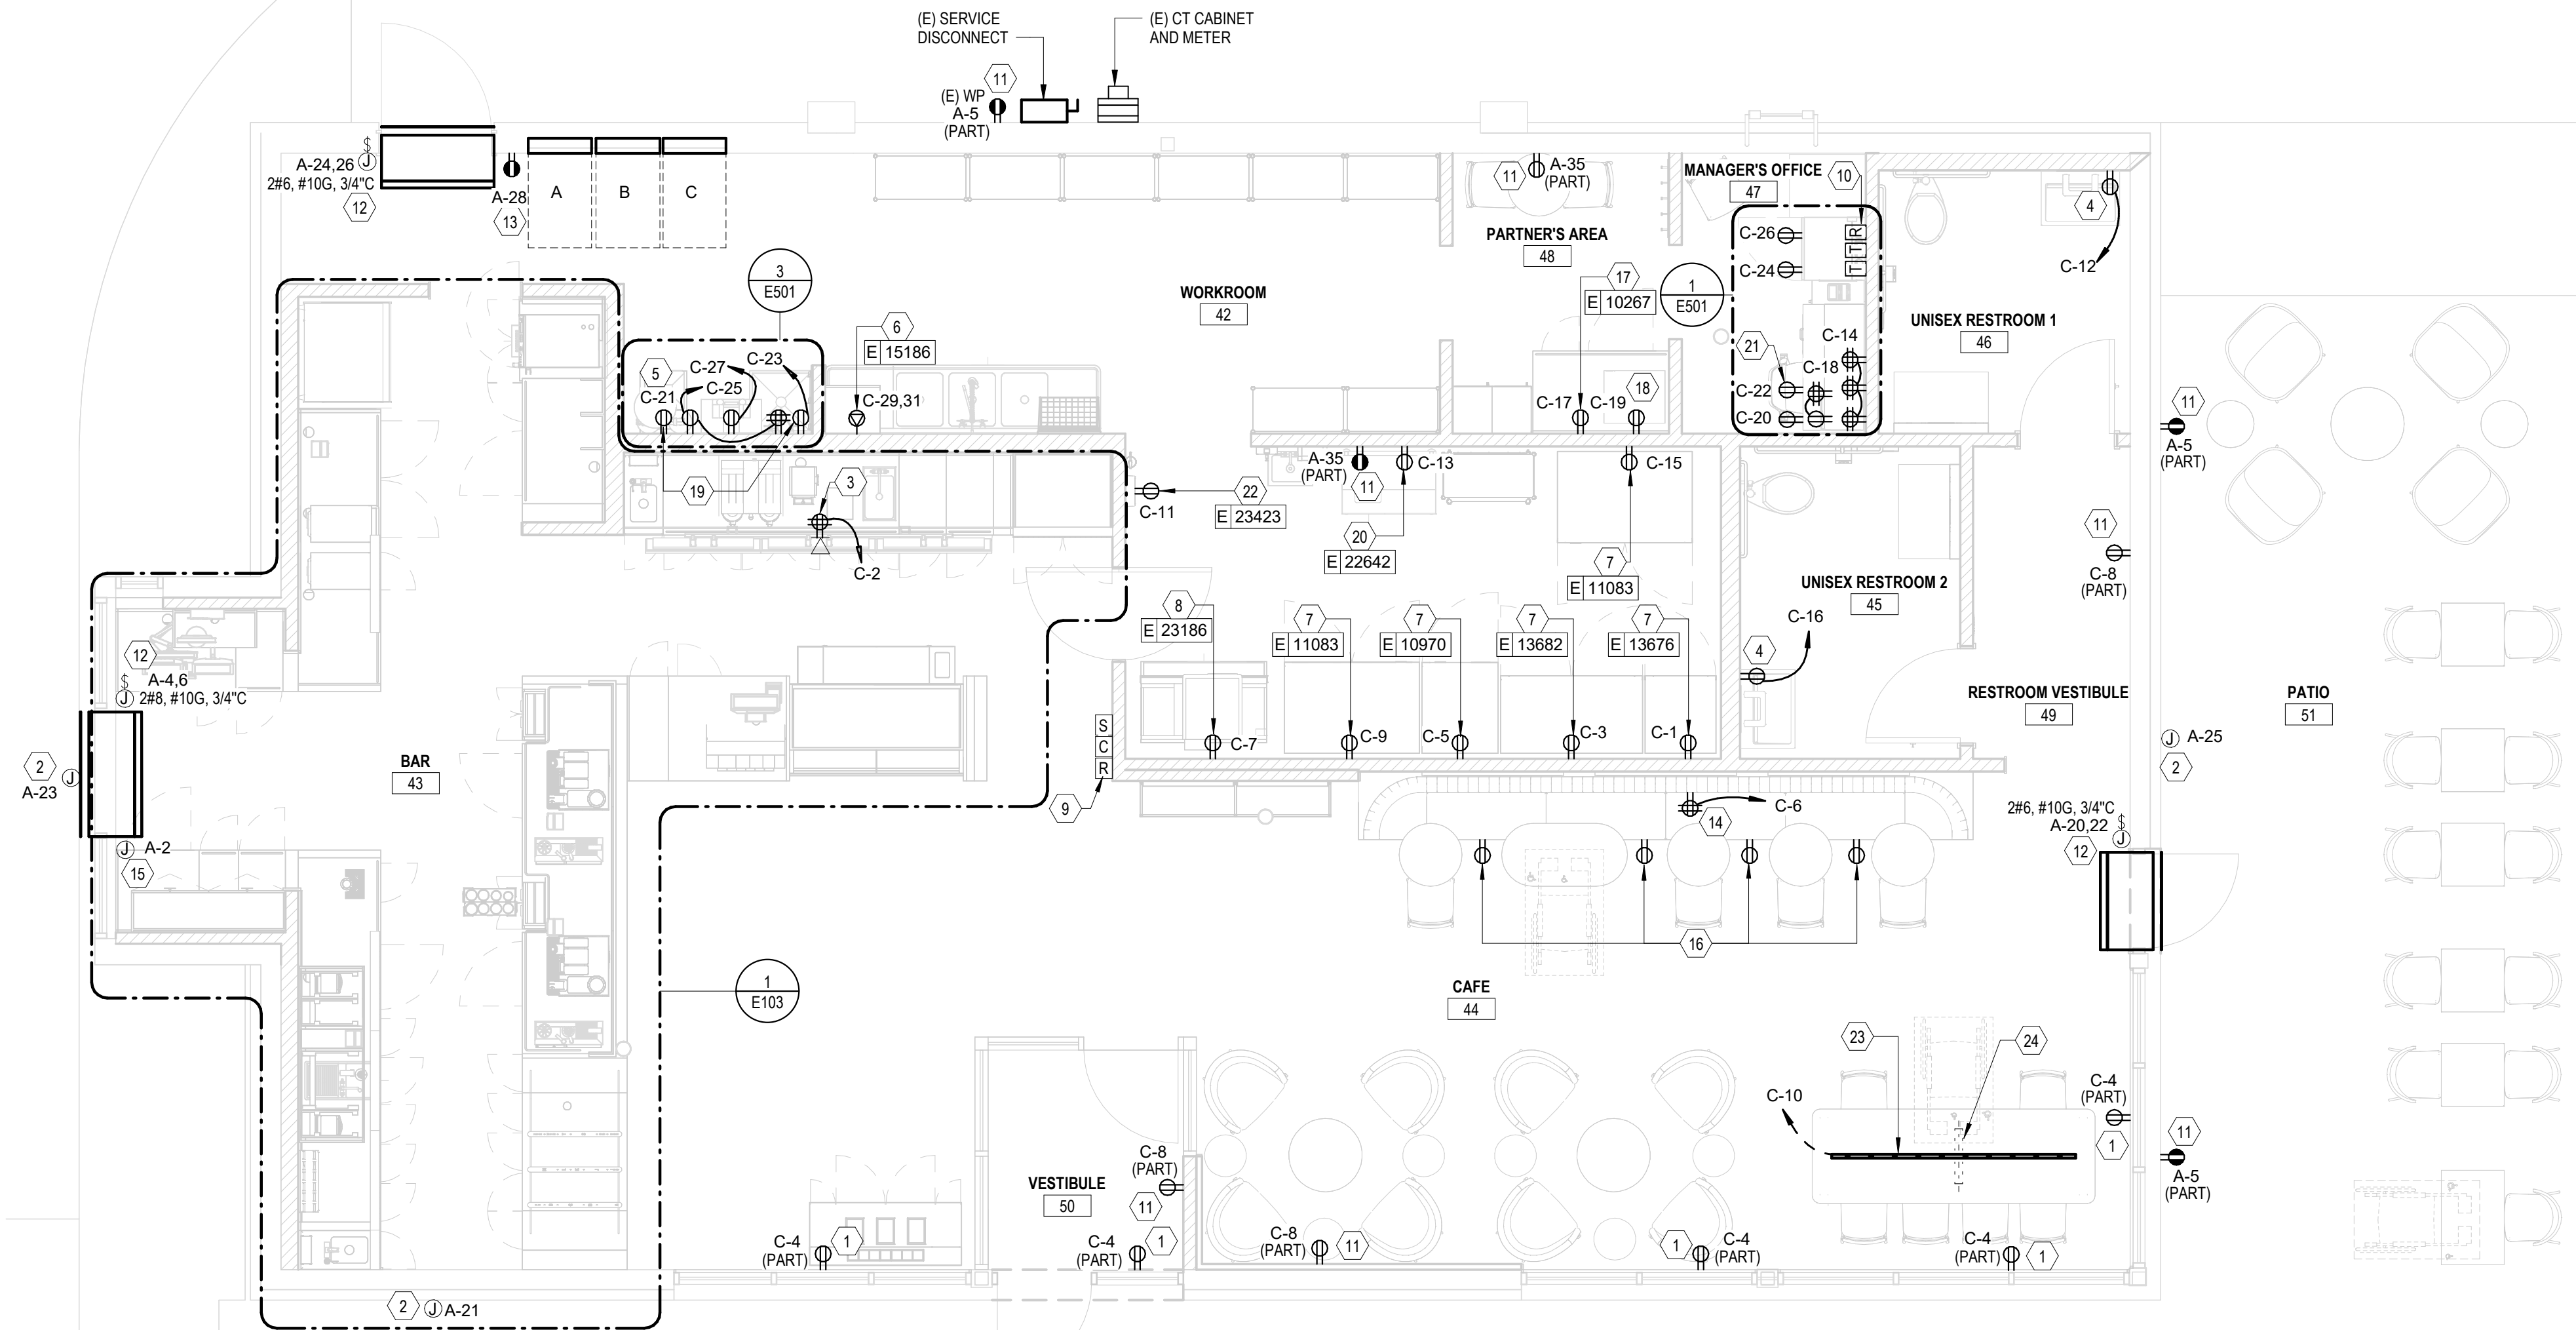 (E) SERVICE
DISCONNECT
(E) CT CABINET
AND METER
11
(E) WP
A-5
(PART)
$
A-24,26 J
2#6, #10G, 3/4"C
12
A-28
13
A
B
C
11
A-35
(PART)
MANAGER'S OFFICE
47
10
4
C-12
PARTNER'S AREA
48
C-26
R
T
T
C-24
3
E501
WORKROOM
42
17
E 10267
1
E501
UNISEX RESTROOM 1
46
6
E 15186
5
C-27
C-23
C-25
C-21
C-29,31
C-17
C-19
18
21
C-14
C-18
C-22
C-20
11
A-5
(PART)
19
3
C-2
22
C-11
E 23423
A-35
(PART)
11
C-13
20
E 22642
C-15
7
E 11083
11
C-8
(PART)
UNISEX RESTROOM 2
45
8
E 23186
7
E 11083
7
E 10970
7
E 13682
7
E 13676
C-16
4
12
$ A-4,6
J 2#8, #10G, 3/4"C
RESTROOM VESTIBULE
49
PATIO
51
S
C
R
9
C-7
C-9
C-5
C-3
C-1
J A-25
2
2
J
A-23
BAR
43
J A-2
15
C-6
14
2#6, #10G, 3/4"C
A-20,22 $
J
12
16
1
E103
CAFE
44
23
24
C-10
C-4
(PART)
1
11
A-5
(PART)
C-8
(PART)
11
VESTIBULE
50
C-4
(PART)
1
C-4
(PART)
1
C-8
(PART)
11
1
C-4
(PART)
C-4
(PART)
1
2
J A-21